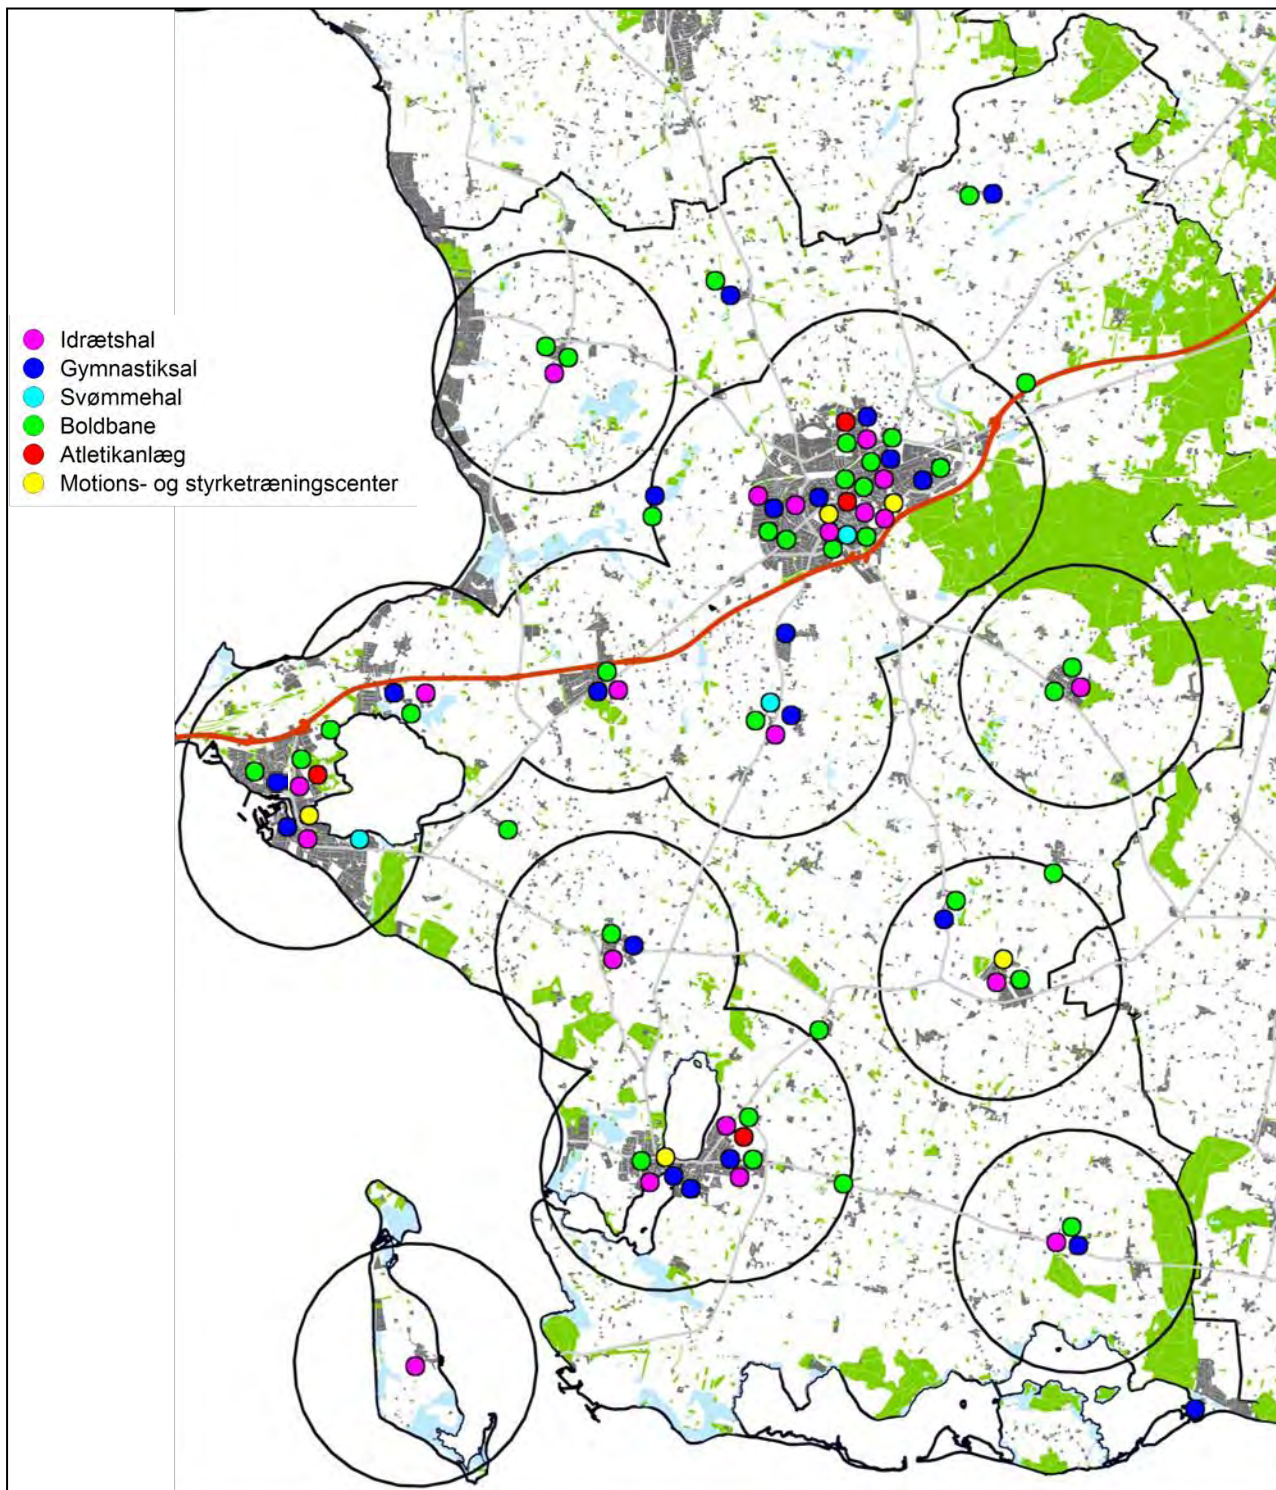 Idrætshal
Gymnastiksal
Svømmehal
Boldbane
Atletikanlæg
Motions- og styrketræningscenter